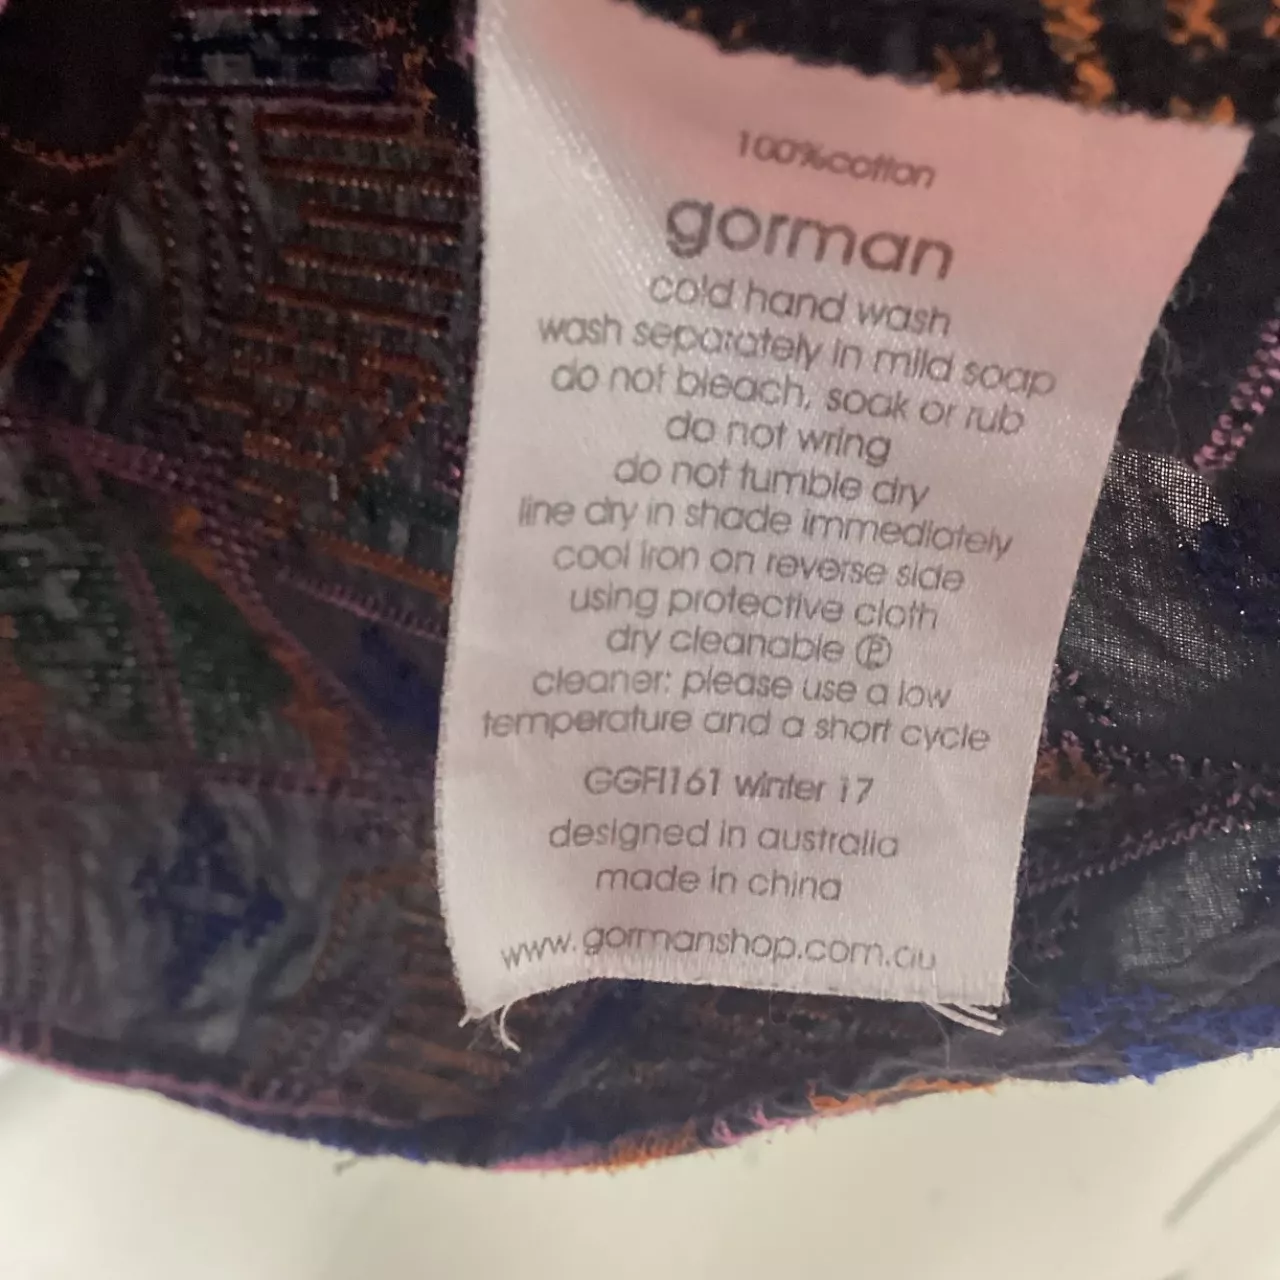 100%cotton
gorman
cold hand wash
wash separately in mild soap
do not bleach, soak or rub
do not wring
do not tumble dry
line dry in shade immediately
cool iron on reverse side
using protective cloth
dry cleanable Ⓟ
cleaner: please use a low
temperature and a short cycle
GGFI161 winter 17
designed in australia
made in china
www.gormanshop.com.au